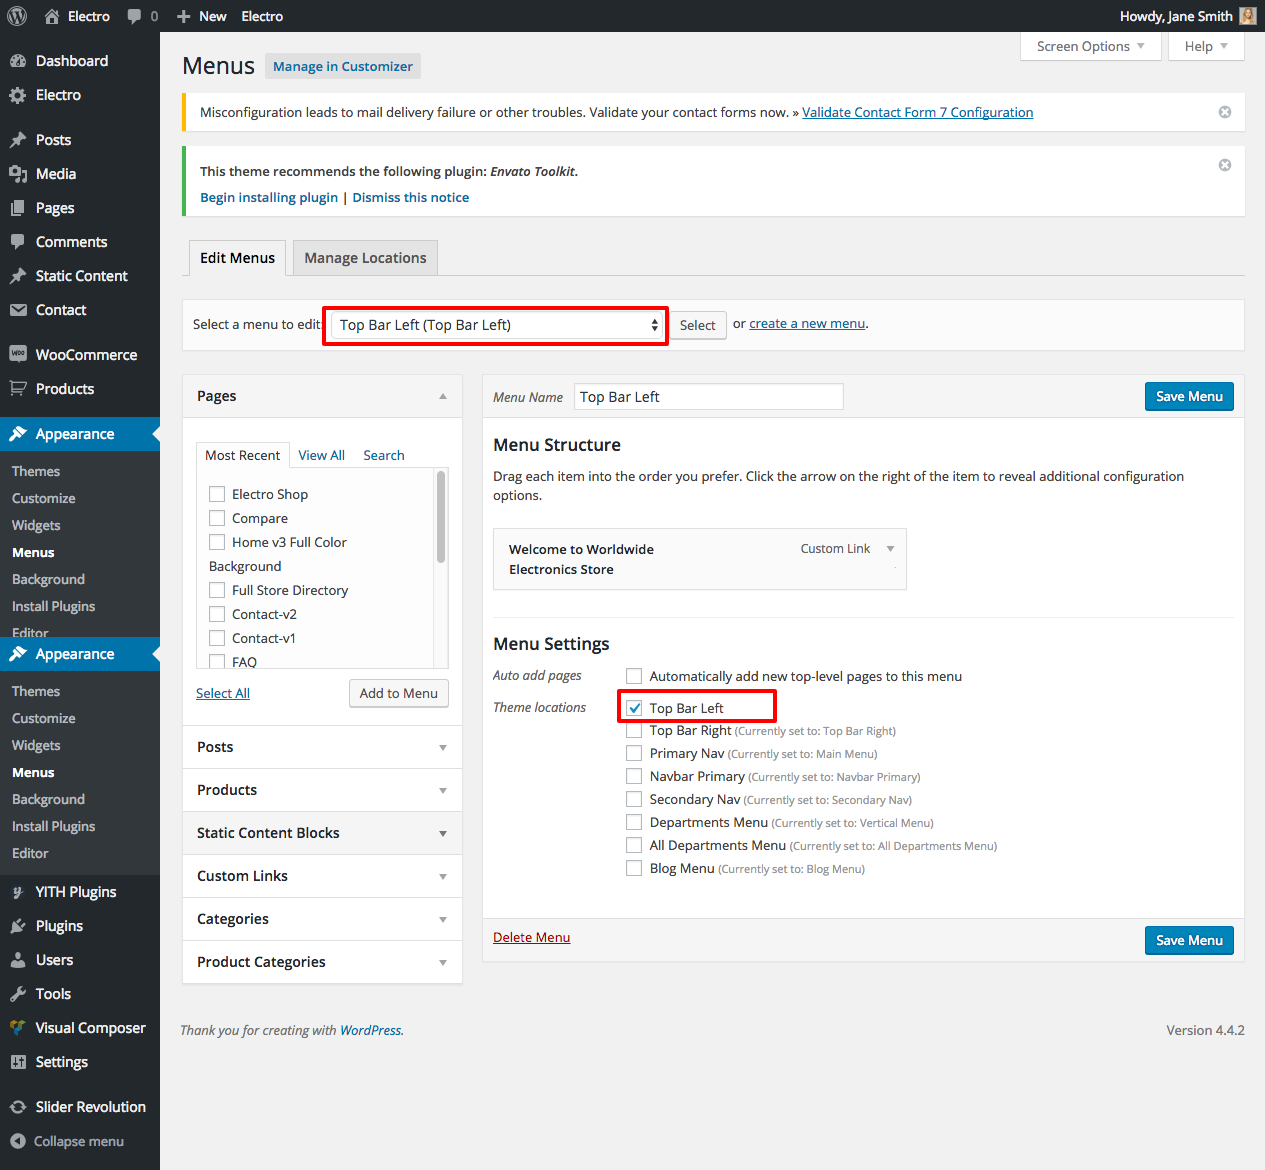 Electro
0
New
Electro
Howdy, Jane Smith
Dashboard
Electro
Posts
Media
Pages
Comments
Static Content
Contact
WooCommerce
Products
Appearance
Themes
Customize
Widgets
Menus
Background
Install Plugins
Editor
Appearance
Themes
Customize
Widgets
Menus
Background
Install Plugins
Editor
YITH Plugins
Plugins
Users
Tools
Visual Composer
Settings
Slider Revolution
Collapse menu
Screen Options
Help
Menus
Manage in Customizer
Misconfiguration leads to mail delivery failure or other troubles. Validate your contact forms now. » Validate Contact Form 7 Configuration
This theme recommends the following plugin: Envato Toolkit.
Begin installing plugin | Dismiss this notice
Edit Menus
Manage Locations
Select a menu to edit:
Top Bar Left (Top Bar Left)
Select
or create a new menu.
Pages
Most Recent
View All
Search
Electro Shop
Compare
Home v3 Full Color
Background
Full Store Directory
Contact-v2
Contact-v1
FAQ
Select All
Add to Menu
Posts
Products
Static Content Blocks
Custom Links
Categories
Product Categories
Menu Name
Top Bar Left
Save Menu
Menu Structure
Drag each item into the order you prefer. Click the arrow on the right of the item to reveal additional configuration
options.
Welcome to Worldwide
Electronics Store
Custom Link
Menu Settings
Auto add pages
Automatically add new top-level pages to this menu
Theme locations
Top Bar Left
Top Bar Right (Currently set to: Top Bar Right)
Primary Nav (Currently set to: Main Menu)
Navbar Primary (Currently set to: Navbar Primary)
Secondary Nav (Currently set to: Secondary Nav)
Departments Menu (Currently set to: Vertical Menu)
All Departments Menu (Currently set to: All Departments Menu)
Blog Menu (Currently set to: Blog Menu)
Delete Menu
Save Menu
Thank you for creating with WordPress.
Version 4.4.2